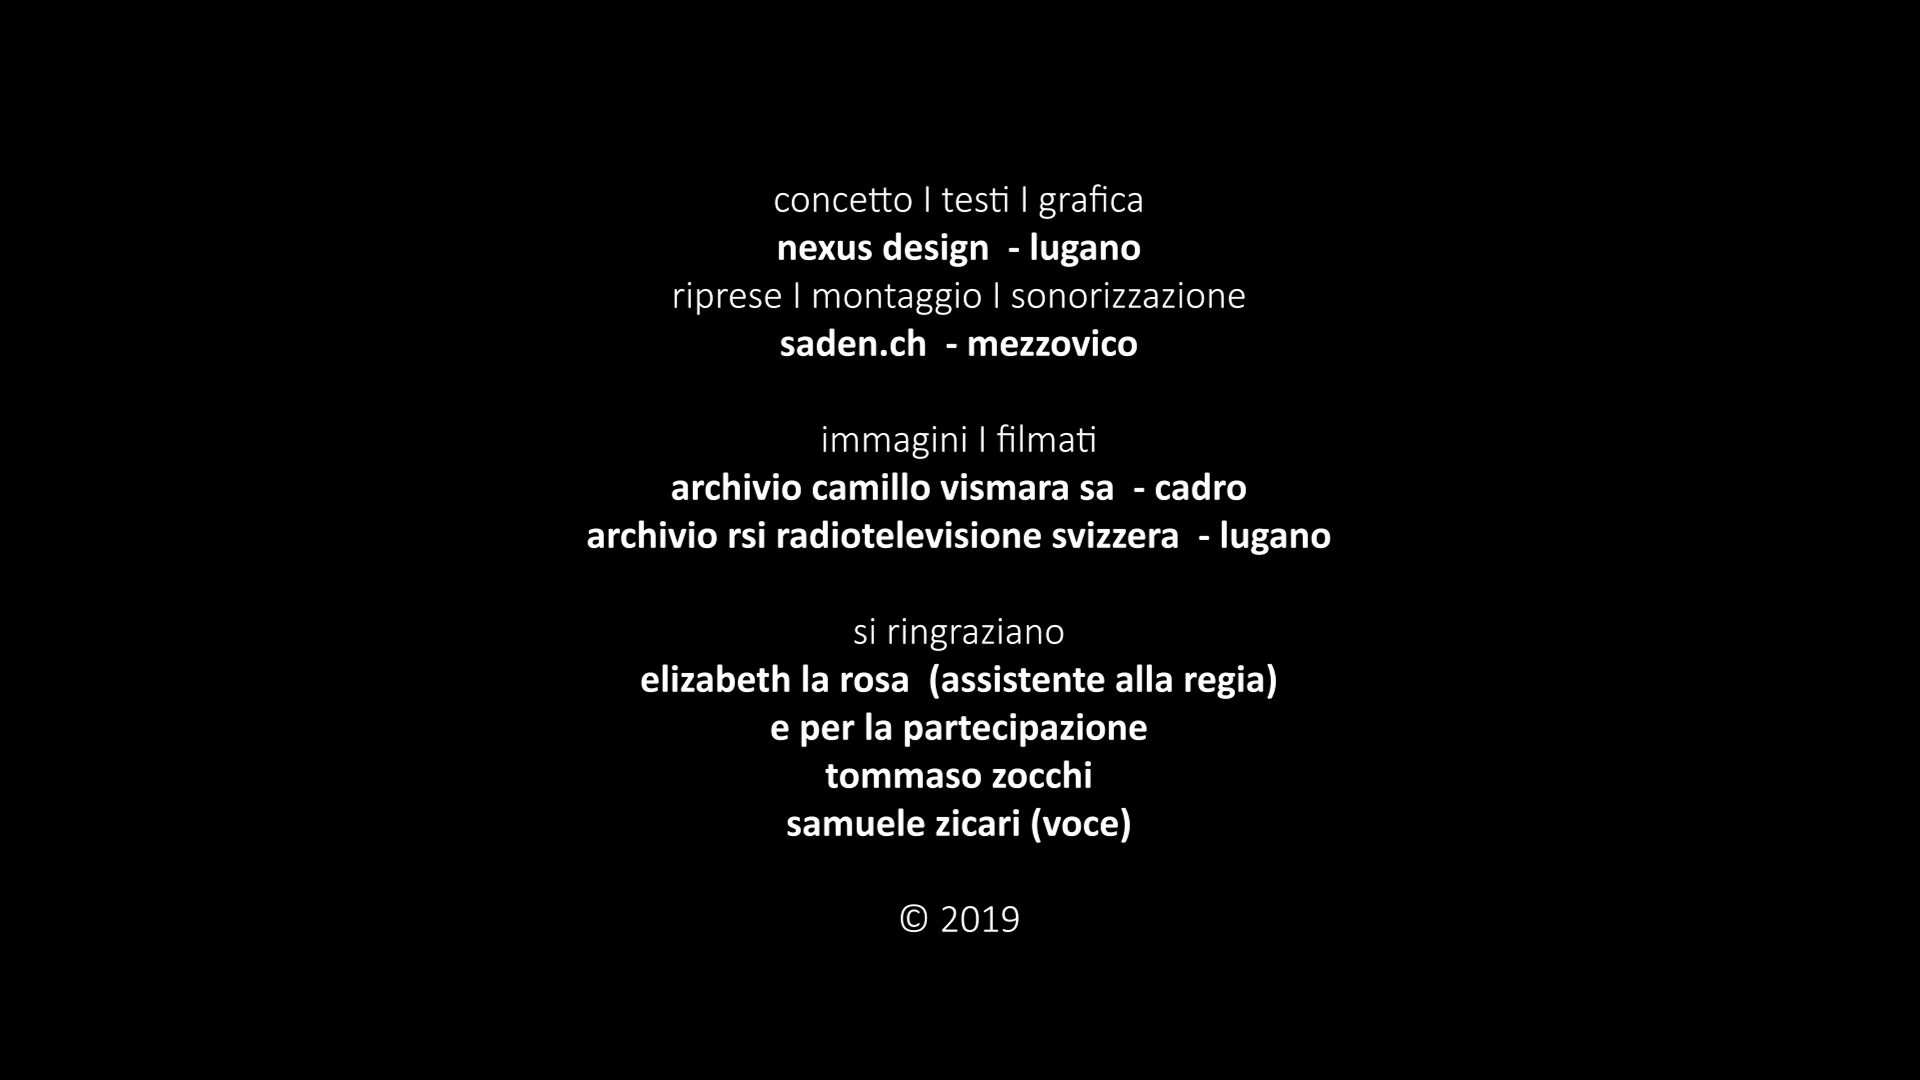 concetto I testi I grafica
nexus design  - lugano
riprese I montaggio I sonorizzazione
saden.ch  - mezzovico
immagini I filmati
archivio camillo vismara sa  - cadro
archivio rsi radiotelevisione svizzera  - lugano
si ringraziano
elizabeth la rosa  (assistente alla regia)
e per la partecipazione
tommaso zocchi
samuele zicari (voce)
© 2019